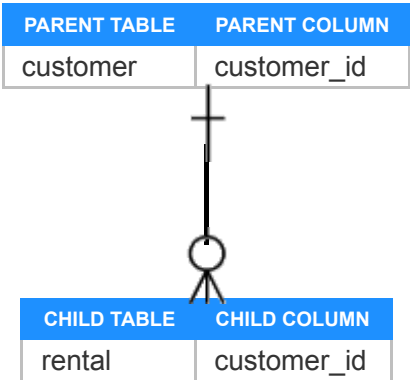 PARENT TABLE PARENT COLUMN
customer customer_id
CHILD TABLE CHILD COLUMN
rental customer_id